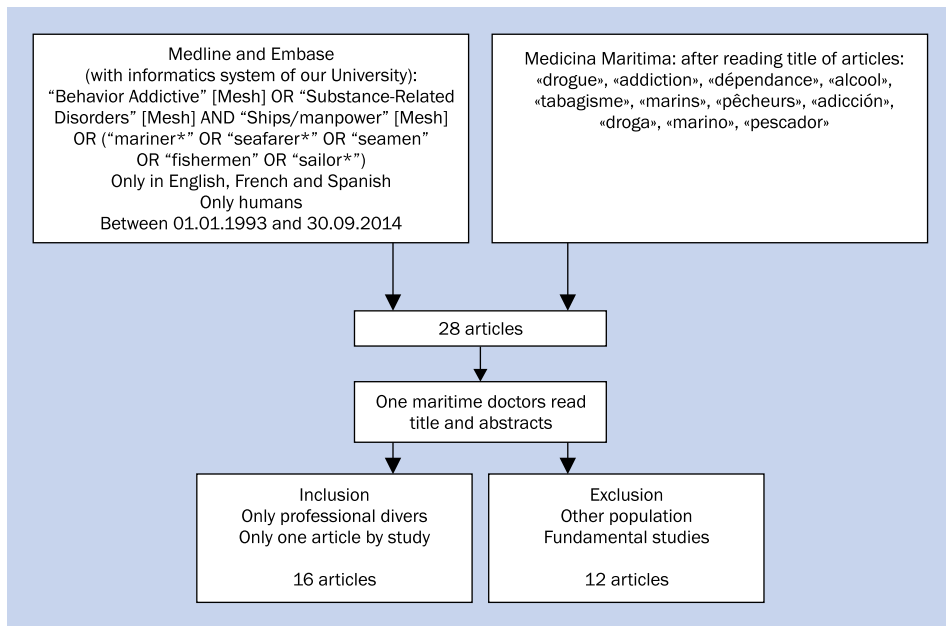 Medline and Embase
(with informatics system of our University):
“Behavior Addictive” [Mesh] OR “Substance-Related
Disorders” [Mesh] AND “Ships/manpower” [Mesh]
OR (“mariner*” OR “seafarer*” OR “seamen”
OR “fishermen” OR “sailor*”)
Only in English, French and Spanish
Only humans
Between 01.01.1993 and 30.09.2014
Medicina Maritima: after reading title of articles:
«drogue», «addiction», «dépendance», «alcool»,
«tabagisme», «marins», «pêcheurs», «adicción»,
«droga», «marino», «pescador»
28 articles
One maritime doctors read
title and abstracts
Inclusion
Only professional divers
Only one article by study
16 articles
Exclusion
Other population
Fundamental studies
12 articles